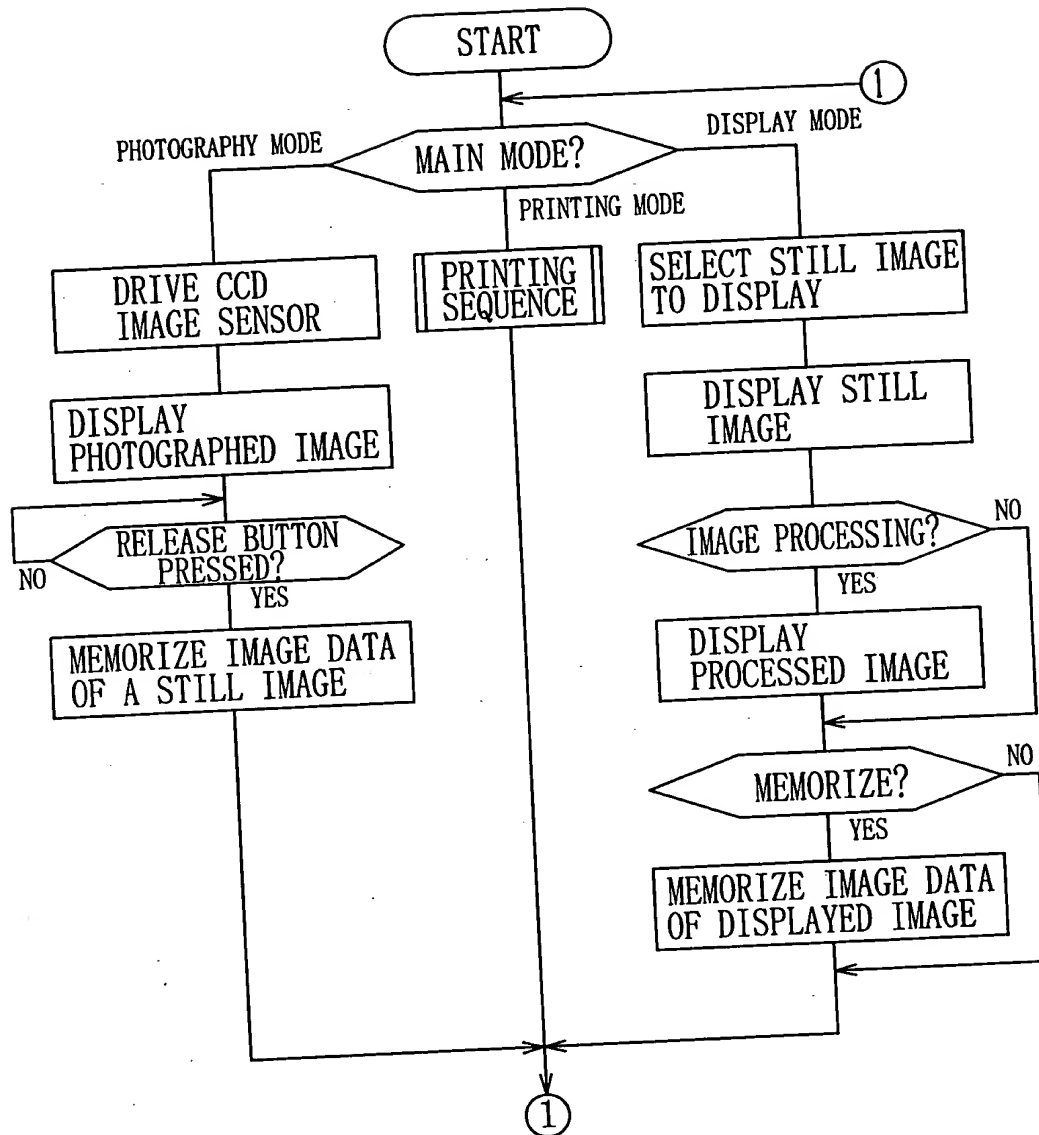 START
1
PHOTOGRAPHY MODE
MAIN MODE?
DISPLAY MODE
PRINTING MODE
DRIVE CCD
IMAGE SENSOR
PRINTING
SEQUENCE
SELECT STILL IMAGE
TO DISPLAY
DISPLAY
PHOTOGRAPHED IMAGE
DISPLAY STILL
IMAGE
RELEASE BUTTON
PRESSED?
NO
YES
IMAGE PROCESSING?
NO
YES
MEMORIZE IMAGE DATA
OF A STILL IMAGE
DISPLAY
PROCESSED IMAGE
MEMORIZE?
NO
YES
MEMORIZE IMAGE DATA
OF DISPLAYED IMAGE
1